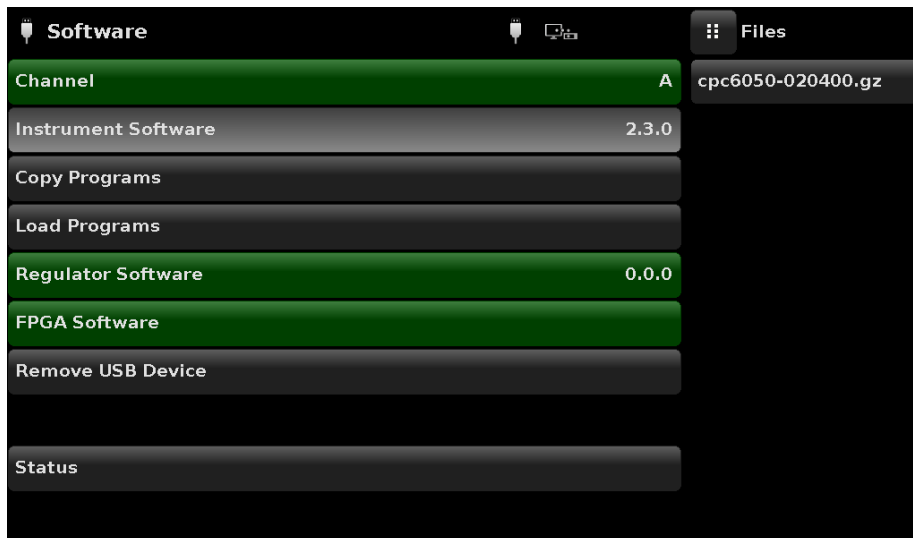 Software
Files
Channel A
cpc6050-020400.gz
Instrument Software 2.3.0
Copy Programs
Load Programs
Regulator Software 0.0.0
FPGA Software
Remove USB Device
Status